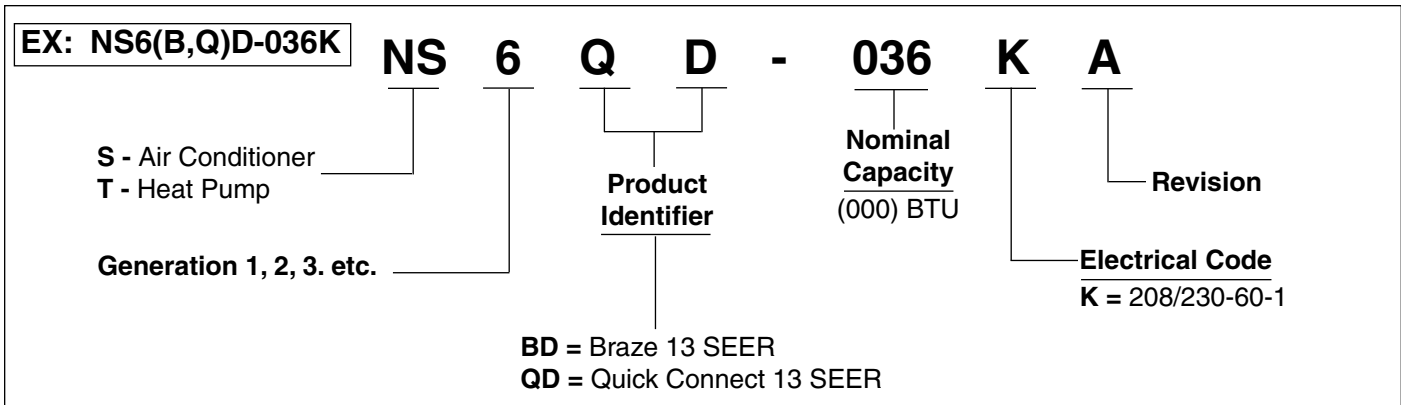 EX: NS6(B,Q)D-036K
NS 6 Q D - 036 K A
S - Air Conditioner
T - Heat Pump
Generation 1, 2, 3. etc.
Product
Identifier
BD = Braze 13 SEER
QD = Quick Connect 13 SEER
Nominal
Capacity
(000) BTU
Revision
Electrical Code
K = 208/230-60-1